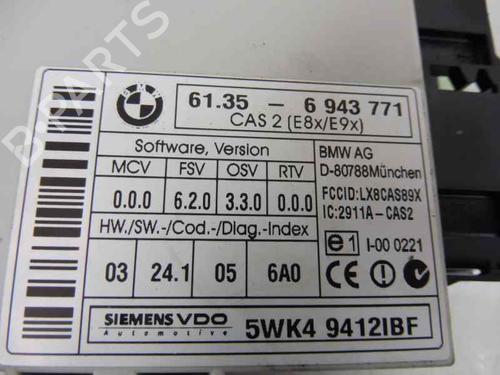 BMW
61.35 - 6 943 771
CAS 2 (E8x/E9x)
Software, Version
MCV FSV OSV RTV
0.0.0 6.2.0 3.3.0 0.0.0
HW./SW.-/Cod.-/Diag.-Index
03 24.1 05 6A0
BMW AG
D-80788München
FCCID:LX8CAS89X
IC:2911A-CAS2
e1 I-00 0221
CE
SIEMENS VDO
Automotive
5WK4 9412IBF
B-PARTS